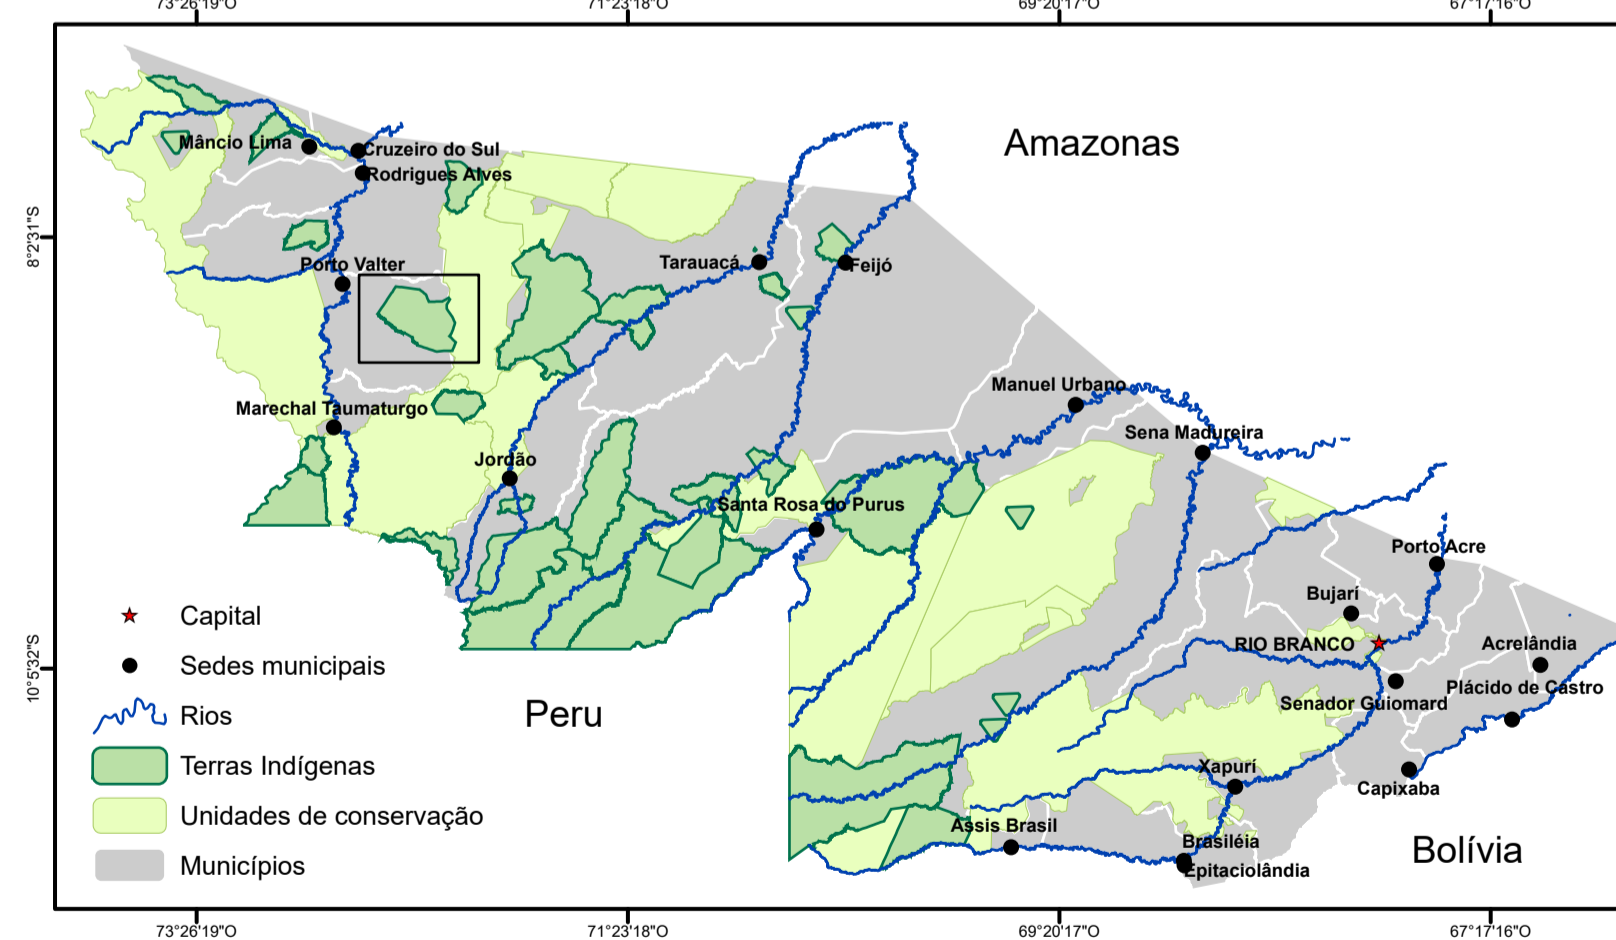 73°26'19"O 71°23'18"O 69°20'17"O 67°17'16"O
Amazonas
Mâncio Lima
Cruzeiro do Sul
Rodrigues Alves
8°2'31"S
Porto Valter
Tarauacá
Feijó
Manuel Urbano
Marechal Taumaturgo
Sena Madureira
Jordão
Santa Rosa do Purus
Porto Acre
Bujari
Capital
RIO BRANCO
Acrelândia
10°5'32"S
Sedes municipais
Plácido de Castro
Senador Guiomard
Peru
Rios
Terras Indígenas
Xapurí
Capixaba
Unidades de conservação
Assis Brasil
Brasiléia
Bolívia
Municípios
Epitaciolândia
73°26'19"O 71°23'18"O 69°20'17"O 67°17'16"O